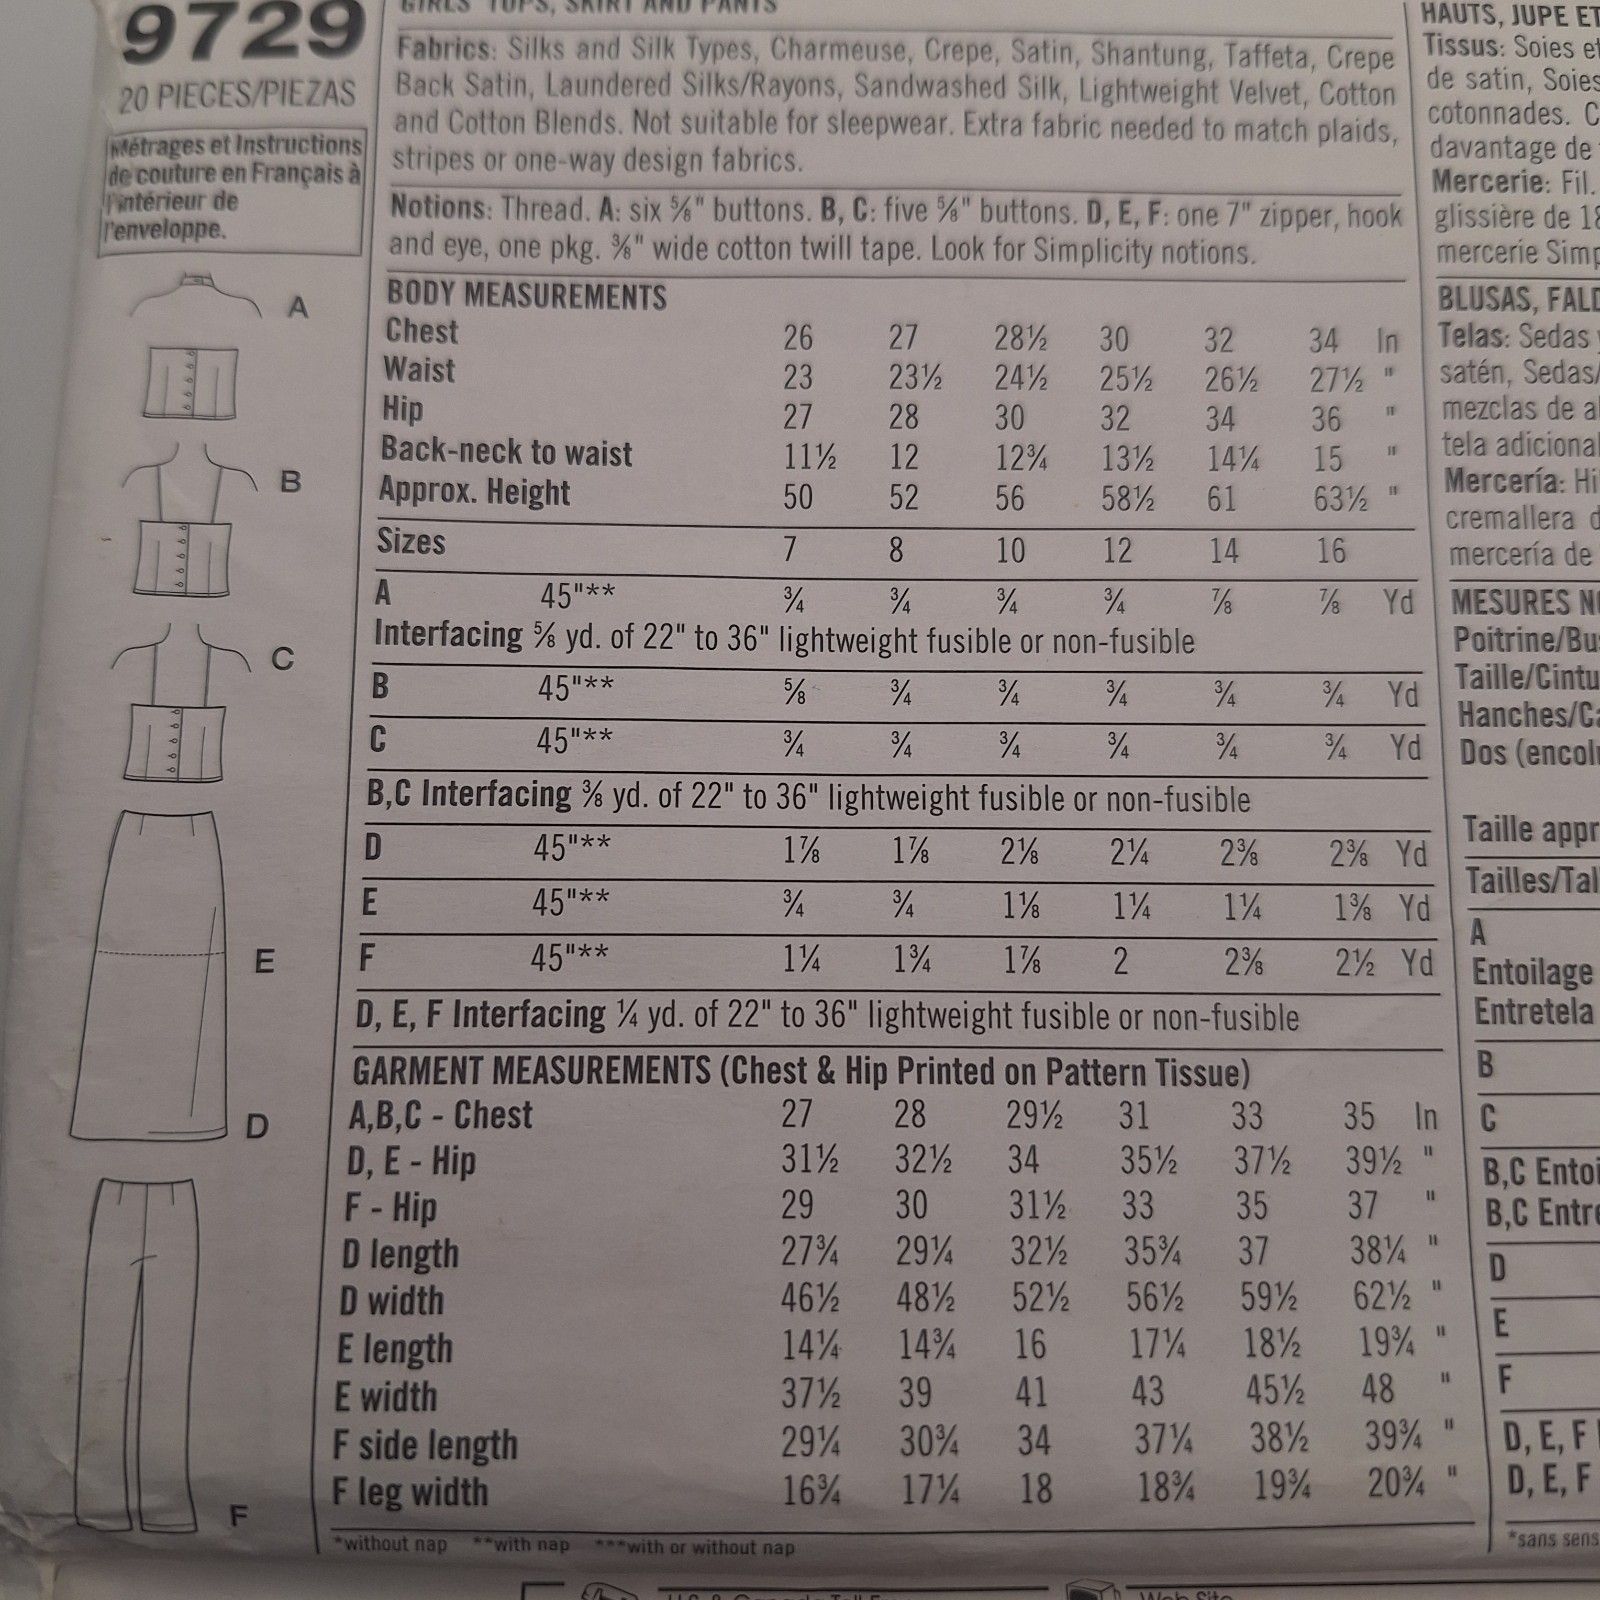 9729
20 PIECES/PIEZAS
Métrages et Instructions
de couture en Français à
l'intérieur de
l'enveloppe.
A
B
C
E
D
F
GIRLS' TOPS, SKIRT AND PANTS
Fabrics: Silks and Silk Types, Charmeuse, Crepe, Satin, Shantung, Taffeta, Crepe
Back Satin, Laundered Silks/Rayons, Sandwashed Silk, Lightweight Velvet, Cotton
and Cotton Blends. Not suitable for sleepwear. Extra fabric needed to match plaids,
stripes or one-way design fabrics.
Notions: Thread. A: six ⅝" buttons. B, C: five ⅝" buttons. D, E, F: one 7" zipper, hook
and eye, one pkg. ⅜" wide cotton twill tape. Look for Simplicity notions.
BODY MEASUREMENTS
Chest 26 27 28½ 30 32 34 In
Waist 23 23½ 24½ 25½ 26½ 27½ "
Hip 27 28 30 32 34 36 "
Back-neck to waist 11½ 12 12¾ 13½ 14¼ 15 "
Approx. Height 50 52 56 58½ 61 63½ "
Sizes 7 8 10 12 14 16
A 45"** ¾ ¾ ¾ ¾ ⅞ ⅞ Yd
Interfacing ⅝ yd. of 22" to 36" lightweight fusible or non-fusible
B 45"** ⅝ ¾ ¾ ¾ ¾ ¾ Yd
C 45"** ¾ ¾ ¾ ¾ ¾ ¾ Yd
B,C Interfacing ⅜ yd. of 22" to 36" lightweight fusible or non-fusible
D 45"** 1⅞ 1⅞ 2⅛ 2¼ 2⅜ 2⅜ Yd
E 45"** ¾ ¾ 1⅛ 1¼ 1¼ 1⅜ Yd
F 45"** 1¼ 1¾ 1⅞ 2 2⅜ 2½ Yd
D, E, F Interfacing ¼ yd. of 22" to 36" lightweight fusible or non-fusible
GARMENT MEASUREMENTS (Chest & Hip Printed on Pattern Tissue)
A,B,C - Chest 27 28 29½ 31 33 35 In
D, E - Hip 31½ 32½ 34 35½ 37½ 39½ "
F - Hip 29 30 31½ 33 35 37 "
D length 27¾ 29¼ 32½ 35¾ 37 38¼ "
D width 46½ 48½ 52½ 56½ 59½ 62½ "
E length 14¼ 14¾ 16 17¼ 18½ 19¾ "
E width 37½ 39 41 43 45½ 48 "
F side length 29¼ 30¾ 34 37¼ 38½ 39¾ "
F leg width 16¾ 17¼ 18 18¾ 19¾ 20¾ "
*without nap **with nap ***with or without nap
Web Site
HAUTS, JUPE ET
Tissus: Soies et
de satin, Soies
cotonnades.
davantage de
Mercerie: Fil.
glissière de 18
mercerie Simp
BLUSAS, FALD
Telas: Sedas y
satén, Sedas/
mezclas de al
tela adicional
Mercería: Hi
cremallera d
mercería de
MESURES NO
Poitrine/Bus
Taille/Cintu
Hanches/Ca
Dos (encolu
Taille appr
Tailles/Tal
A
Entoilage
Entretela
B
C
B,C Entoi
B,C Entre
D
E
F
D, E, F
D, E, F
*sans sens